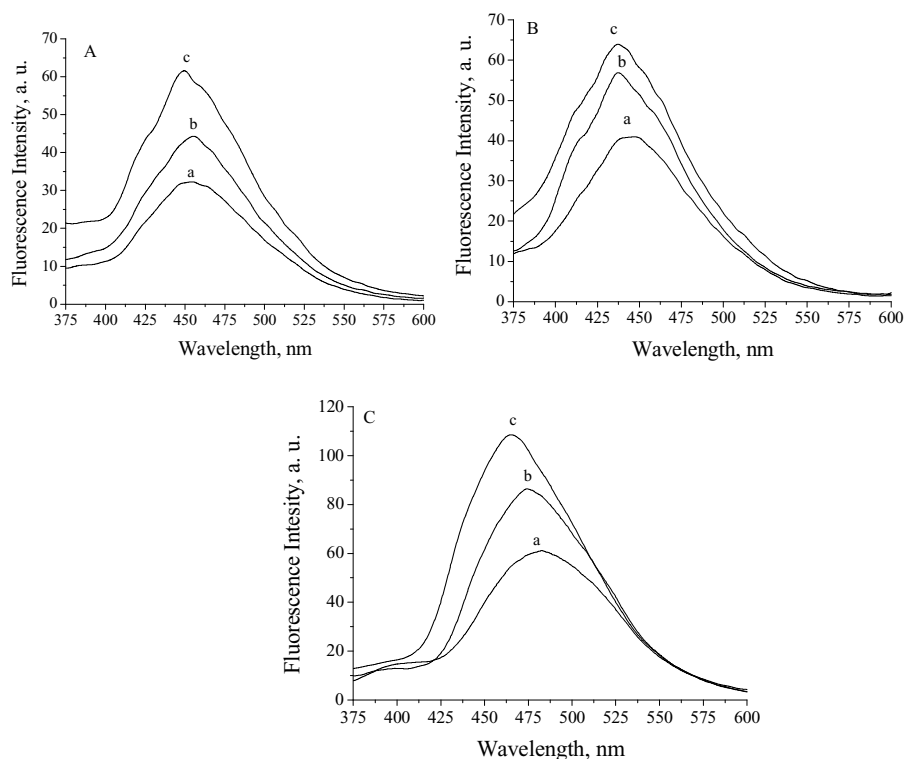 A
c
b
a
70
60
50
40
30
20
10
0
Fluorescence Intensity, a. u.
375 400 425 450 475 500 525 550 575 600
Wavelength, nm
B
c
b
a
70
60
50
40
30
20
10
0
Fluorescence Intensity, a. u.
375 400 425 450 475 500 525 550 575 600
Wavelength, nm
C
c
b
a
120
100
80
60
40
20
0
Fluorescence Intesity, a. u.
375 400 425 450 475 500 525 550 575 600
Wavelength, nm